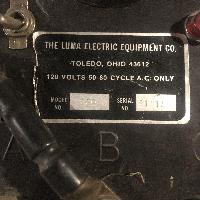 THE LUMA ELECTRIC EQUIPMENT CO.
TOLEDO, OHIO 43612
120 VOLTS 50-60 CYCLE A.C. ONLY
MODEL NO. SERIAL NO.
A B